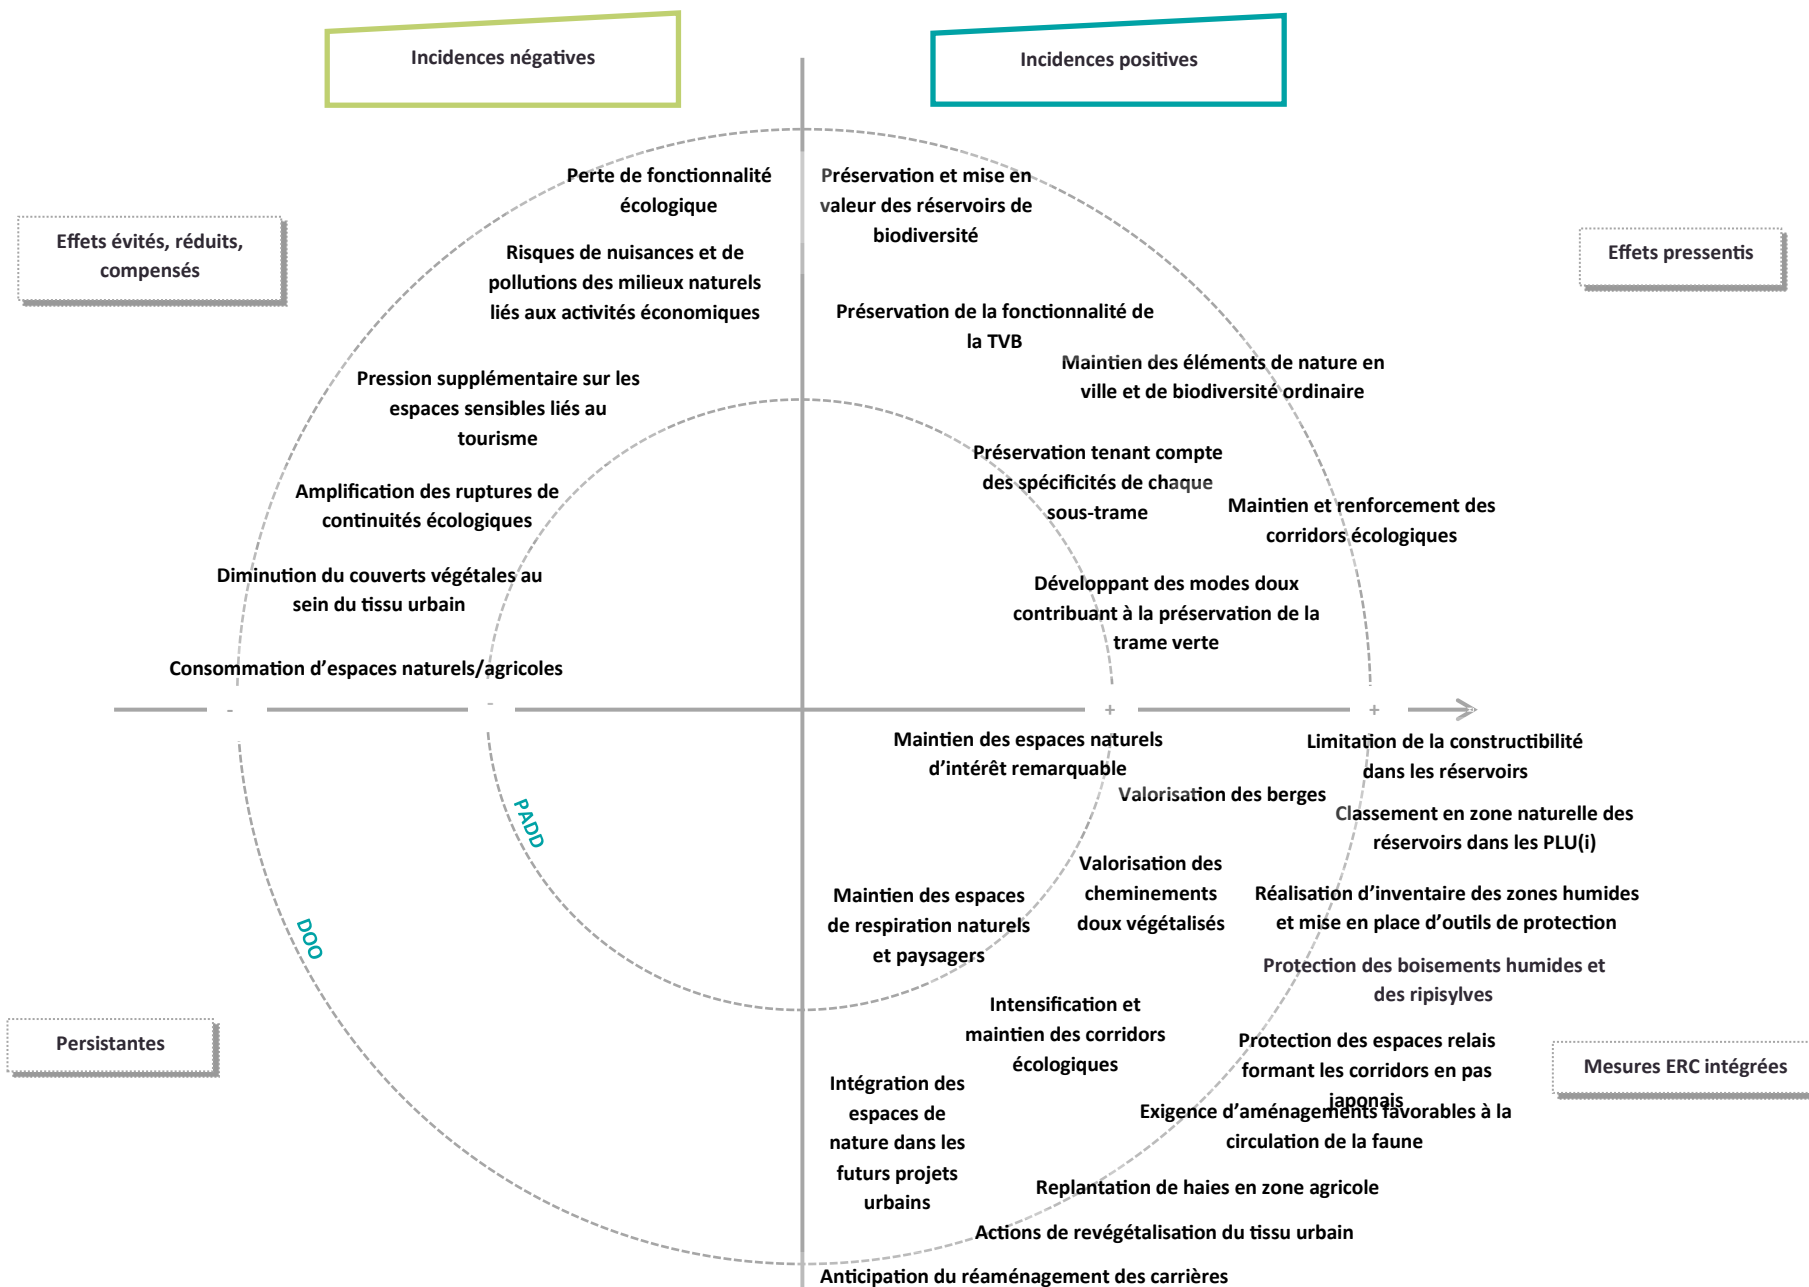 Incidences négatives
Incidences positives
Perte de fonctionnalité
écologique
Préservation et mise en
valeur des réservoirs de
biodiversité
Effets évités, réduits,
compensés
Effets pressentis
Risques de nuisances et de
pollutions des milieux naturels
liés aux activités économiques
Préservation de la fonctionnalité de
la TVB
Maintien des éléments de nature en
ville et de biodiversité ordinaire
Pression supplémentaire sur les
espaces sensibles liés au
tourisme
Préservation tenant compte
des spécificités de chaque
sous-trame
Amplification des ruptures de
continuités écologiques
Maintien et renforcement des
corridors écologiques
Diminution du couverts végétales au
sein du tissu urbain
Développant des modes doux
contribuant à la préservation de la
trame verte
Consommation d’espaces naturels/agricoles
- - + +
Maintien des espaces naturels
d’intérêt remarquable
Limitation de la constructibilité
dans les réservoirs
Valorisation des berges
Classement en zone naturelle des
réservoirs dans les PLU(i)
PADD
Valorisation des
cheminements
doux végétalisés
Maintien des espaces
de respiration naturels
et paysagers
Réalisation d’inventaire des zones humides
et mise en place d’outils de protection
DOO
Protection des boisements humides et
des ripisylves
Intensification et
maintien des corridors
écologiques
Persistantes
Protection des espaces relais
formant les corridors en pas
japonais
Mesures ERC intégrées
Intégration des
espaces de
nature dans les
futurs projets
urbains
Exigence d’aménagements favorables à la
circulation de la faune
Replantation de haies en zone agricole
Actions de revégétalisation du tissu urbain
Anticipation du réaménagement des carrières